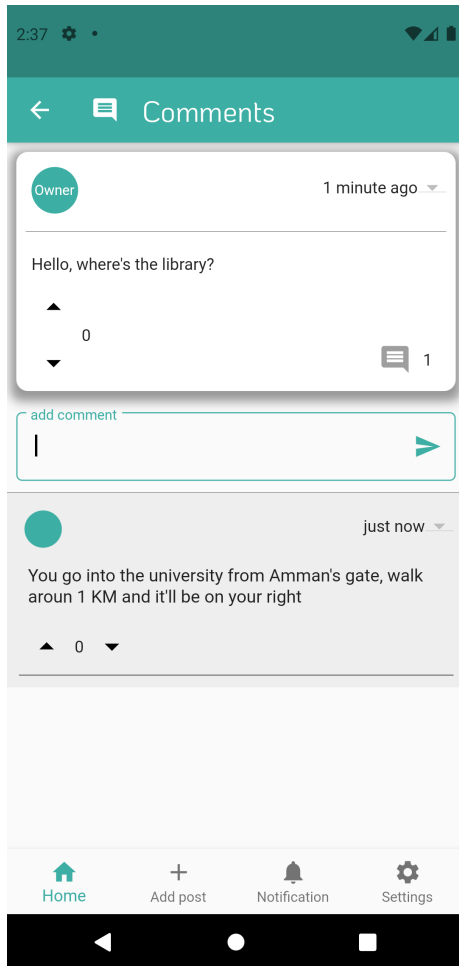 2:37
Comments
Owner
1 minute ago
Hello, where's the library?
0
1
add comment
just now
You go into the university from Amman's gate, walk
aroun 1 KM and it'll be on your right
0
Home
Add post
Notification
Settings